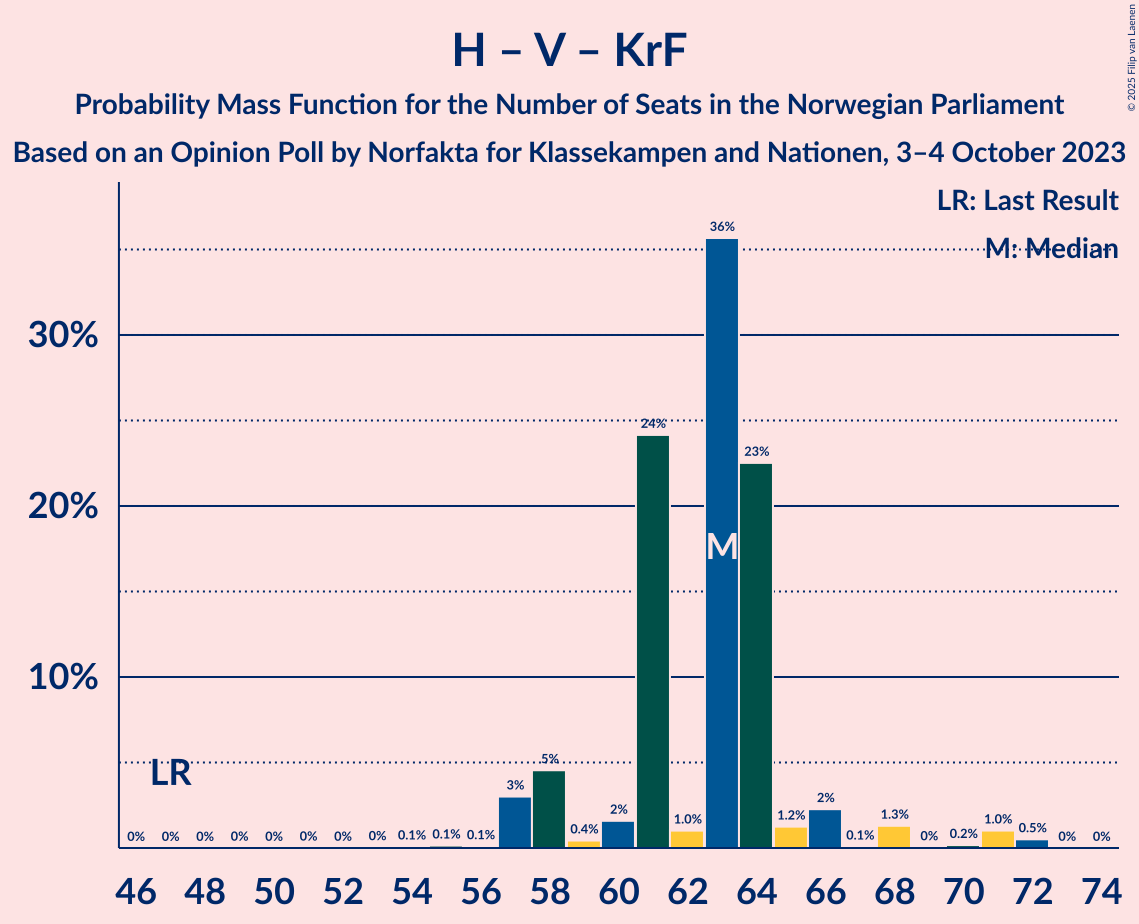 H – V – KrF
Probability Mass Function for the Number of Seats in the Norwegian Parliament
Based on an Opinion Poll by Norfakta for Klassekampen and Nationen, 3–4 October 2023
© 2025 Filip van Laenen
LR: Last Result
M: Median
30%
20%
10%
LR
M
0% 0% 0% 0% 0% 0% 0% 0% 0.1% 0.1% 0.1% 3% 5% 0.4% 2% 24% 1.0% 36% 23% 1.2% 2% 0.1% 1.3% 0% 0.2% 1.0% 0.5% 0% 0%
46 48 50 52 54 56 58 60 62 64 66 68 70 72 74